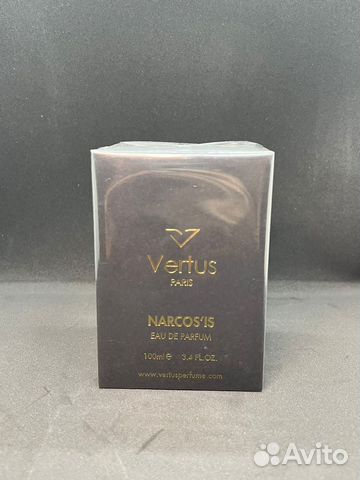 Vertus
PARIS
NARCOS'IS
EAU DE PARFUM
100ml e 3.4 FL.OZ.
www.vertusperfume.com
Avito